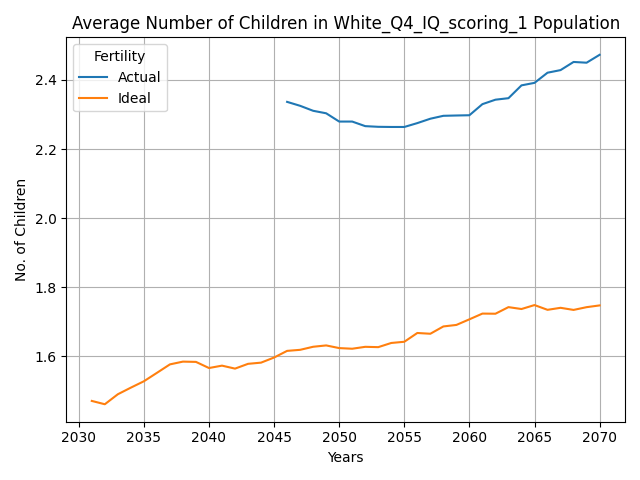 Average Number of Children in White_Q4_IQ_scoring_1 Population
Fertility
Actual
Ideal
No. of Children
2.4
2.2
2.0
1.8
1.6
2030 2035 2040 2045 2050 2055 2060 2065 2070
Years